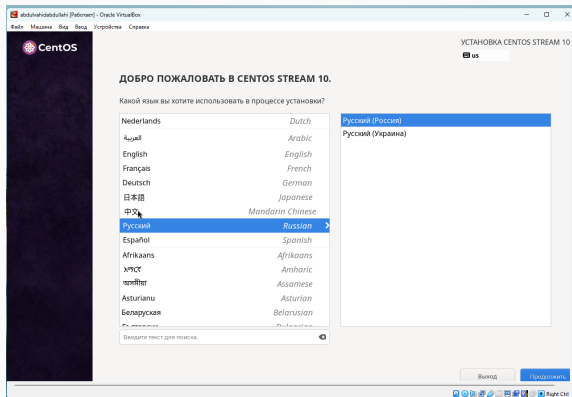 abdulvahidabdullahi [Работает] - Oracle VirtualBox
Файл Машина Вид Ввод Устройства Справка
CentOS
УСТАНОВКА CENTOS STREAM 10
us
ДОБРО ПОЖАЛОВАТЬ В CENTOS STREAM 10.
Какой язык вы хотите использовать в процессе установки?
Nederlands Dutch
العربية Arabic
English English
Français French
Deutsch German
日本語 Japanese
中文 Mandarin Chinese
Русский Russian
Español Spanish
Afrikaans Afrikaans
አማርኛ Amharic
অসমীয়া Assamese
Asturianu Asturian
Беларуская Belarusian
Bulgarian
Русский (Россия)
Русский (Украина)
Введите текст для поиска.
Выход
Продолжить
Right Ctrl